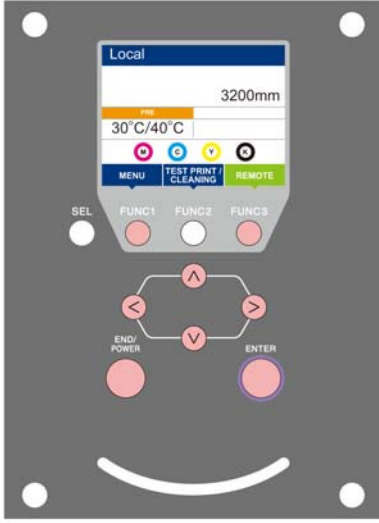 Local
3200mm
PRE
30°C/40°C
M C Y K
MENU
TEST PRINT /
CLEANING
REMOTE
SEL FUNC1 FUNC2 FUNC3
END/
POWER
ENTER